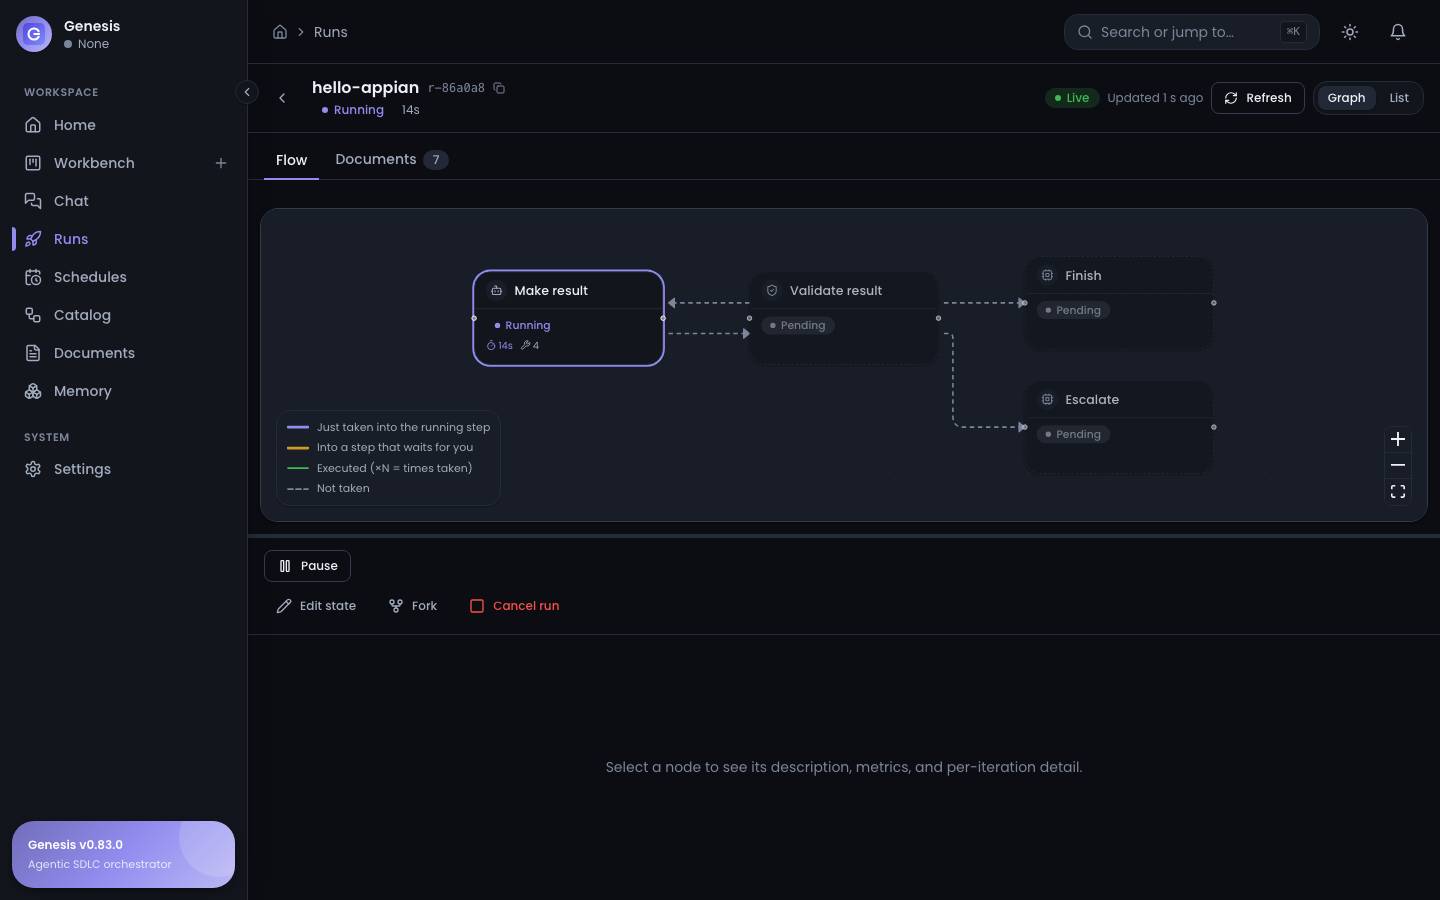 Genesis
None
WORKSPACE
Home
Workbench
Chat
Runs
Schedules
Catalog
Documents
Memory
SYSTEM
Settings
Genesis v0.83.0
Agentic SDLC orchestrator
Runs
Search or jump to...
⌘K
hello-appian r-86a0a8
Running 14s
Live Updated 1 s ago Refresh Graph List
Flow Documents 7
Make result
Running
14s 4
Validate result
Pending
Finish
Pending
Escalate
Pending
Just taken into the running step
Into a step that waits for you
Executed (×N = times taken)
Not taken
Pause
Edit state Fork Cancel run
Select a node to see its description, metrics, and per-iteration detail.